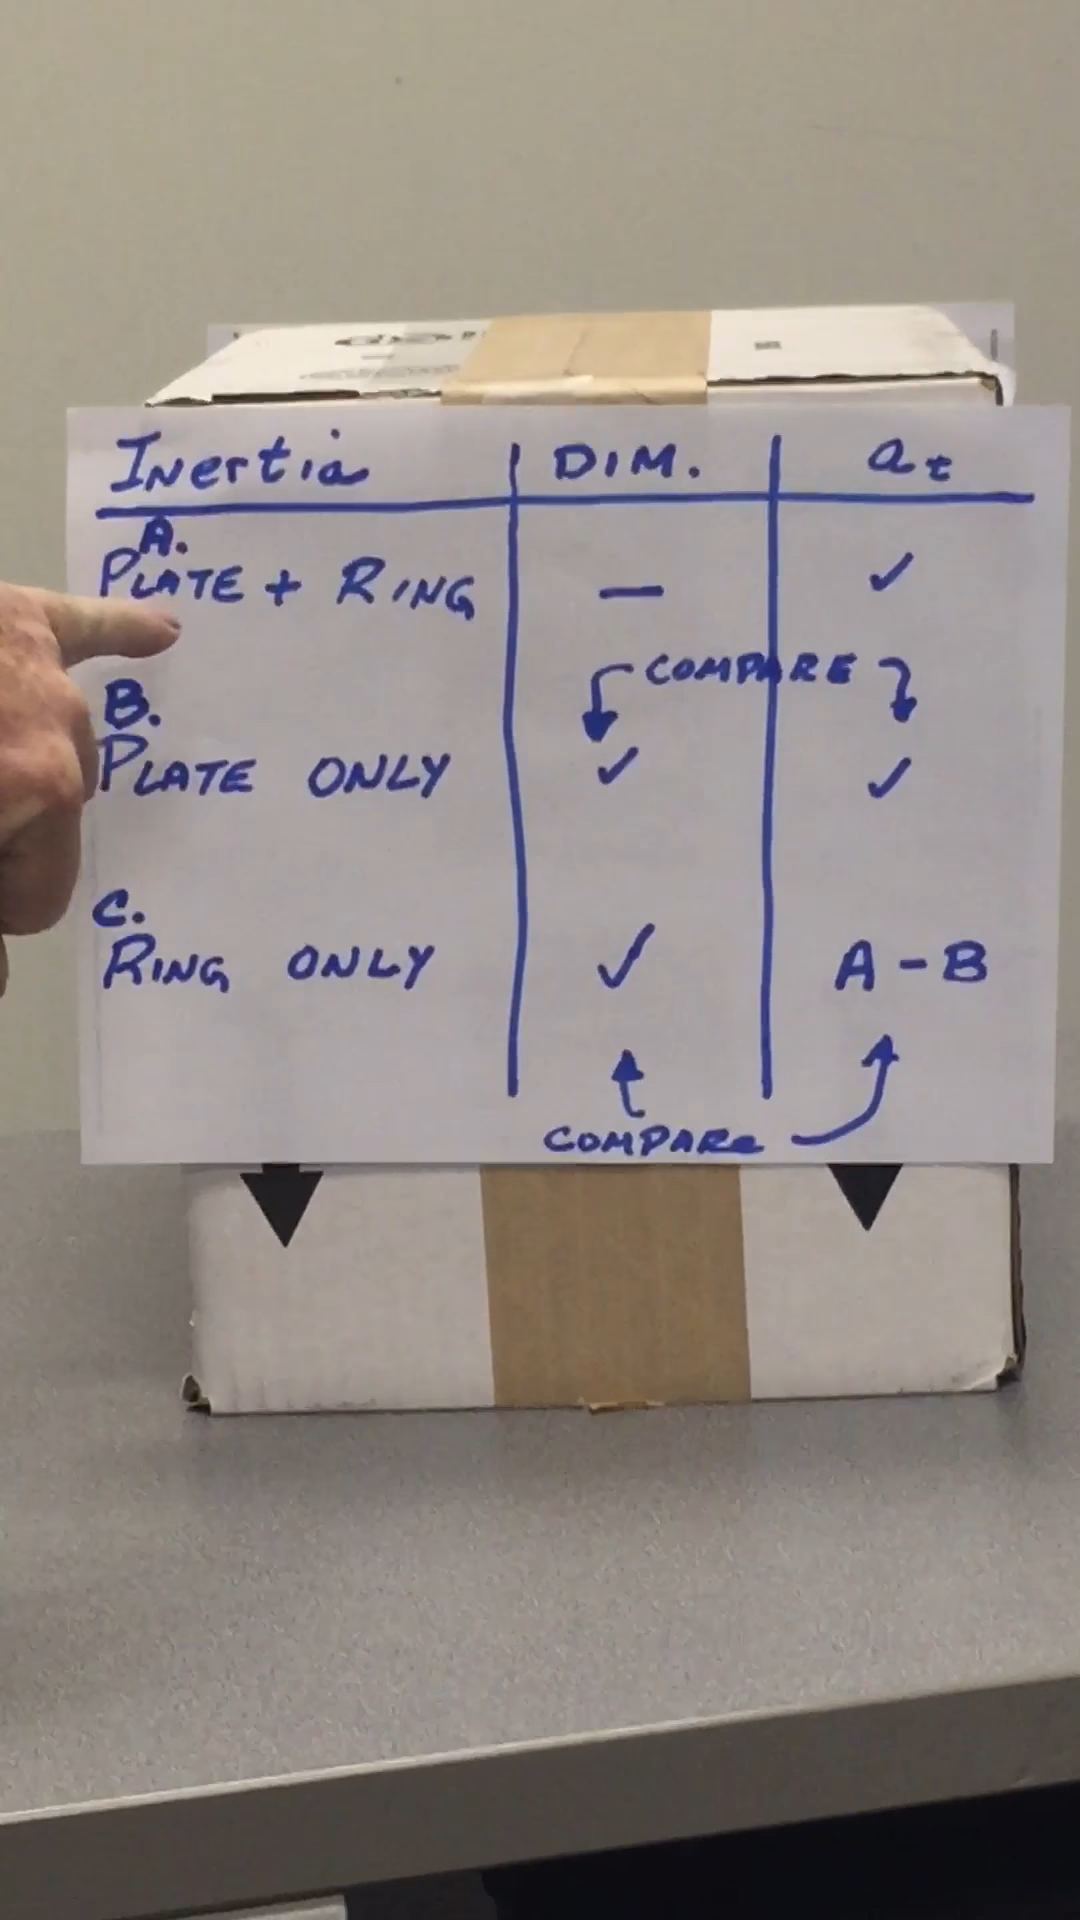 Inertia DIM. at
A.
PLATE + RING — ✓
COMPARE
B.
PLATE ONLY ✓ ✓
C.
RING ONLY ✓ A - B
COMPARE